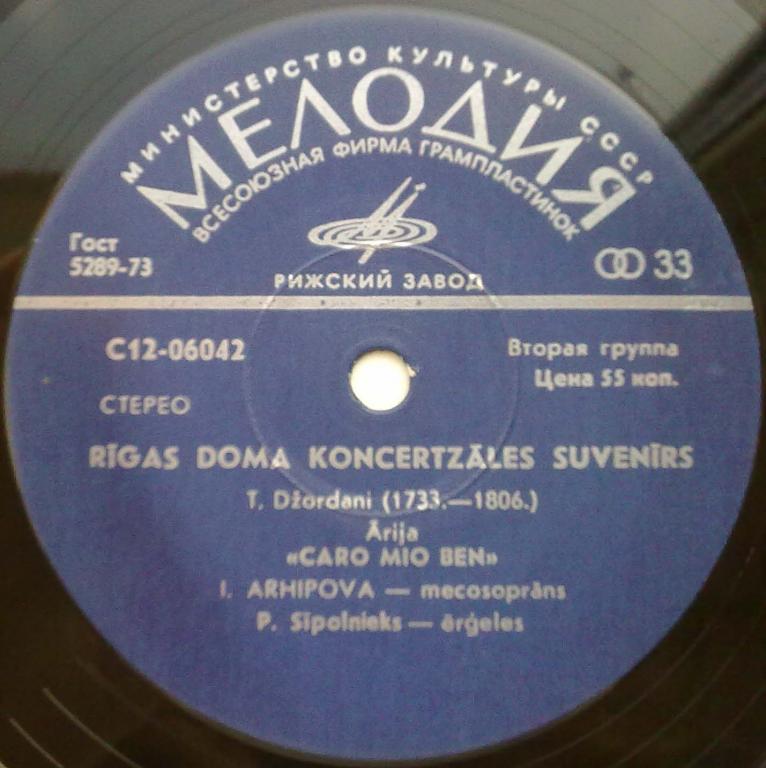 МИНИСТЕРСТВО КУЛЬТУРЫ СССР
МЕЛОДИЯ
ВСЕСОЮЗНАЯ ФИРМА ГРАМПЛАСТИНОК
Гост
5289-73
33
РИЖСКИЙ ЗАВОД
С12-06042
Вторая группа
Цена 55 коп.
СТЕРЕО
RĪGAS DOMA KONCERTZĀLES SUVENĪRS
T. Džordani (1733.—1806.)
Ārija
«CARO MIO BEN»
I. ARHIPOVA — mecosoprāns
P. Sīpolnieks — ērģeles